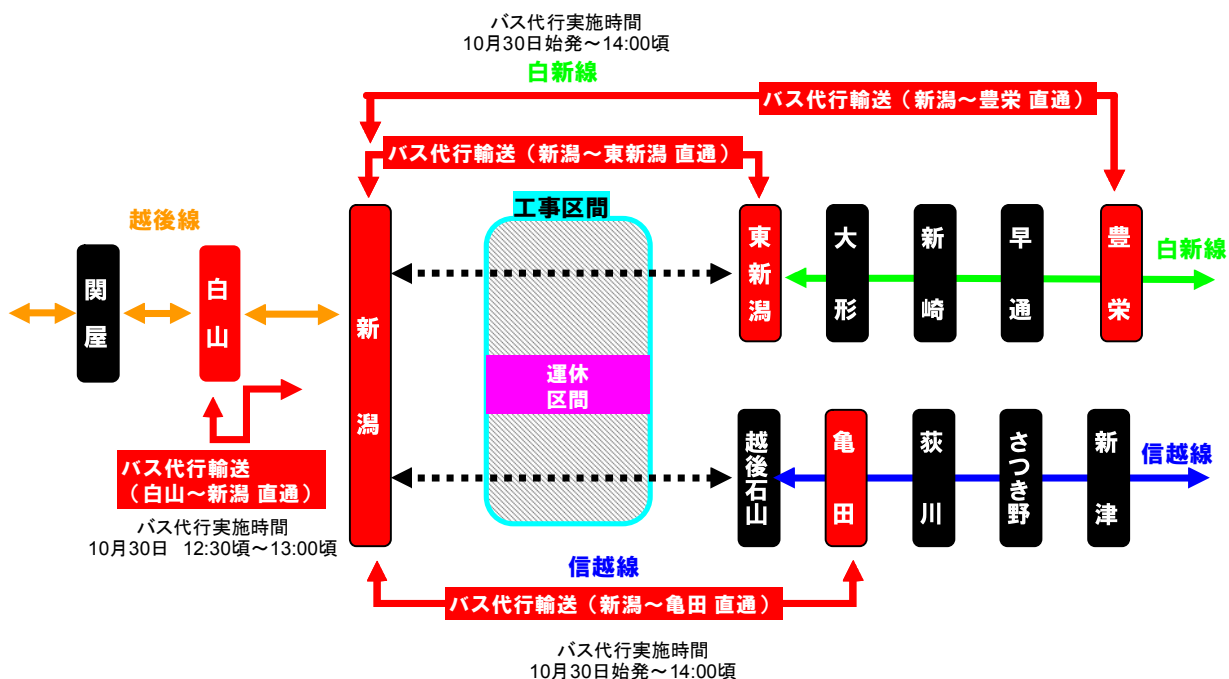 バス代行実施時間
10月30日始発～14:00頃
白新線
バス代行輸送（新潟～豊栄 直通）
バス代行輸送（新潟～東新潟 直通）
工事区間
越後線
関屋
白山
新潟
東新潟
大形
新崎
早通
豊栄
白新線
運休
区間
越後石山
亀田
荻川
さつき野
新津
信越線
バス代行輸送
（白山～新潟 直通）
バス代行実施時間
10月30日　12:30頃～13:00頃
信越線
バス代行輸送（新潟～亀田 直通）
バス代行実施時間
10月30日始発～14:00頃